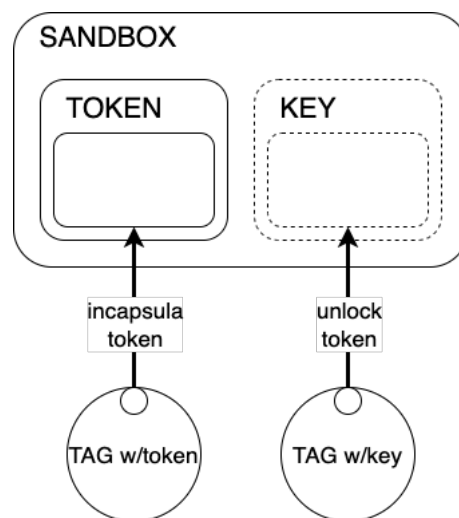 SANDBOX
TOKEN
KEY
incapsula
token
unlock
token
TAG w/token
TAG w/key